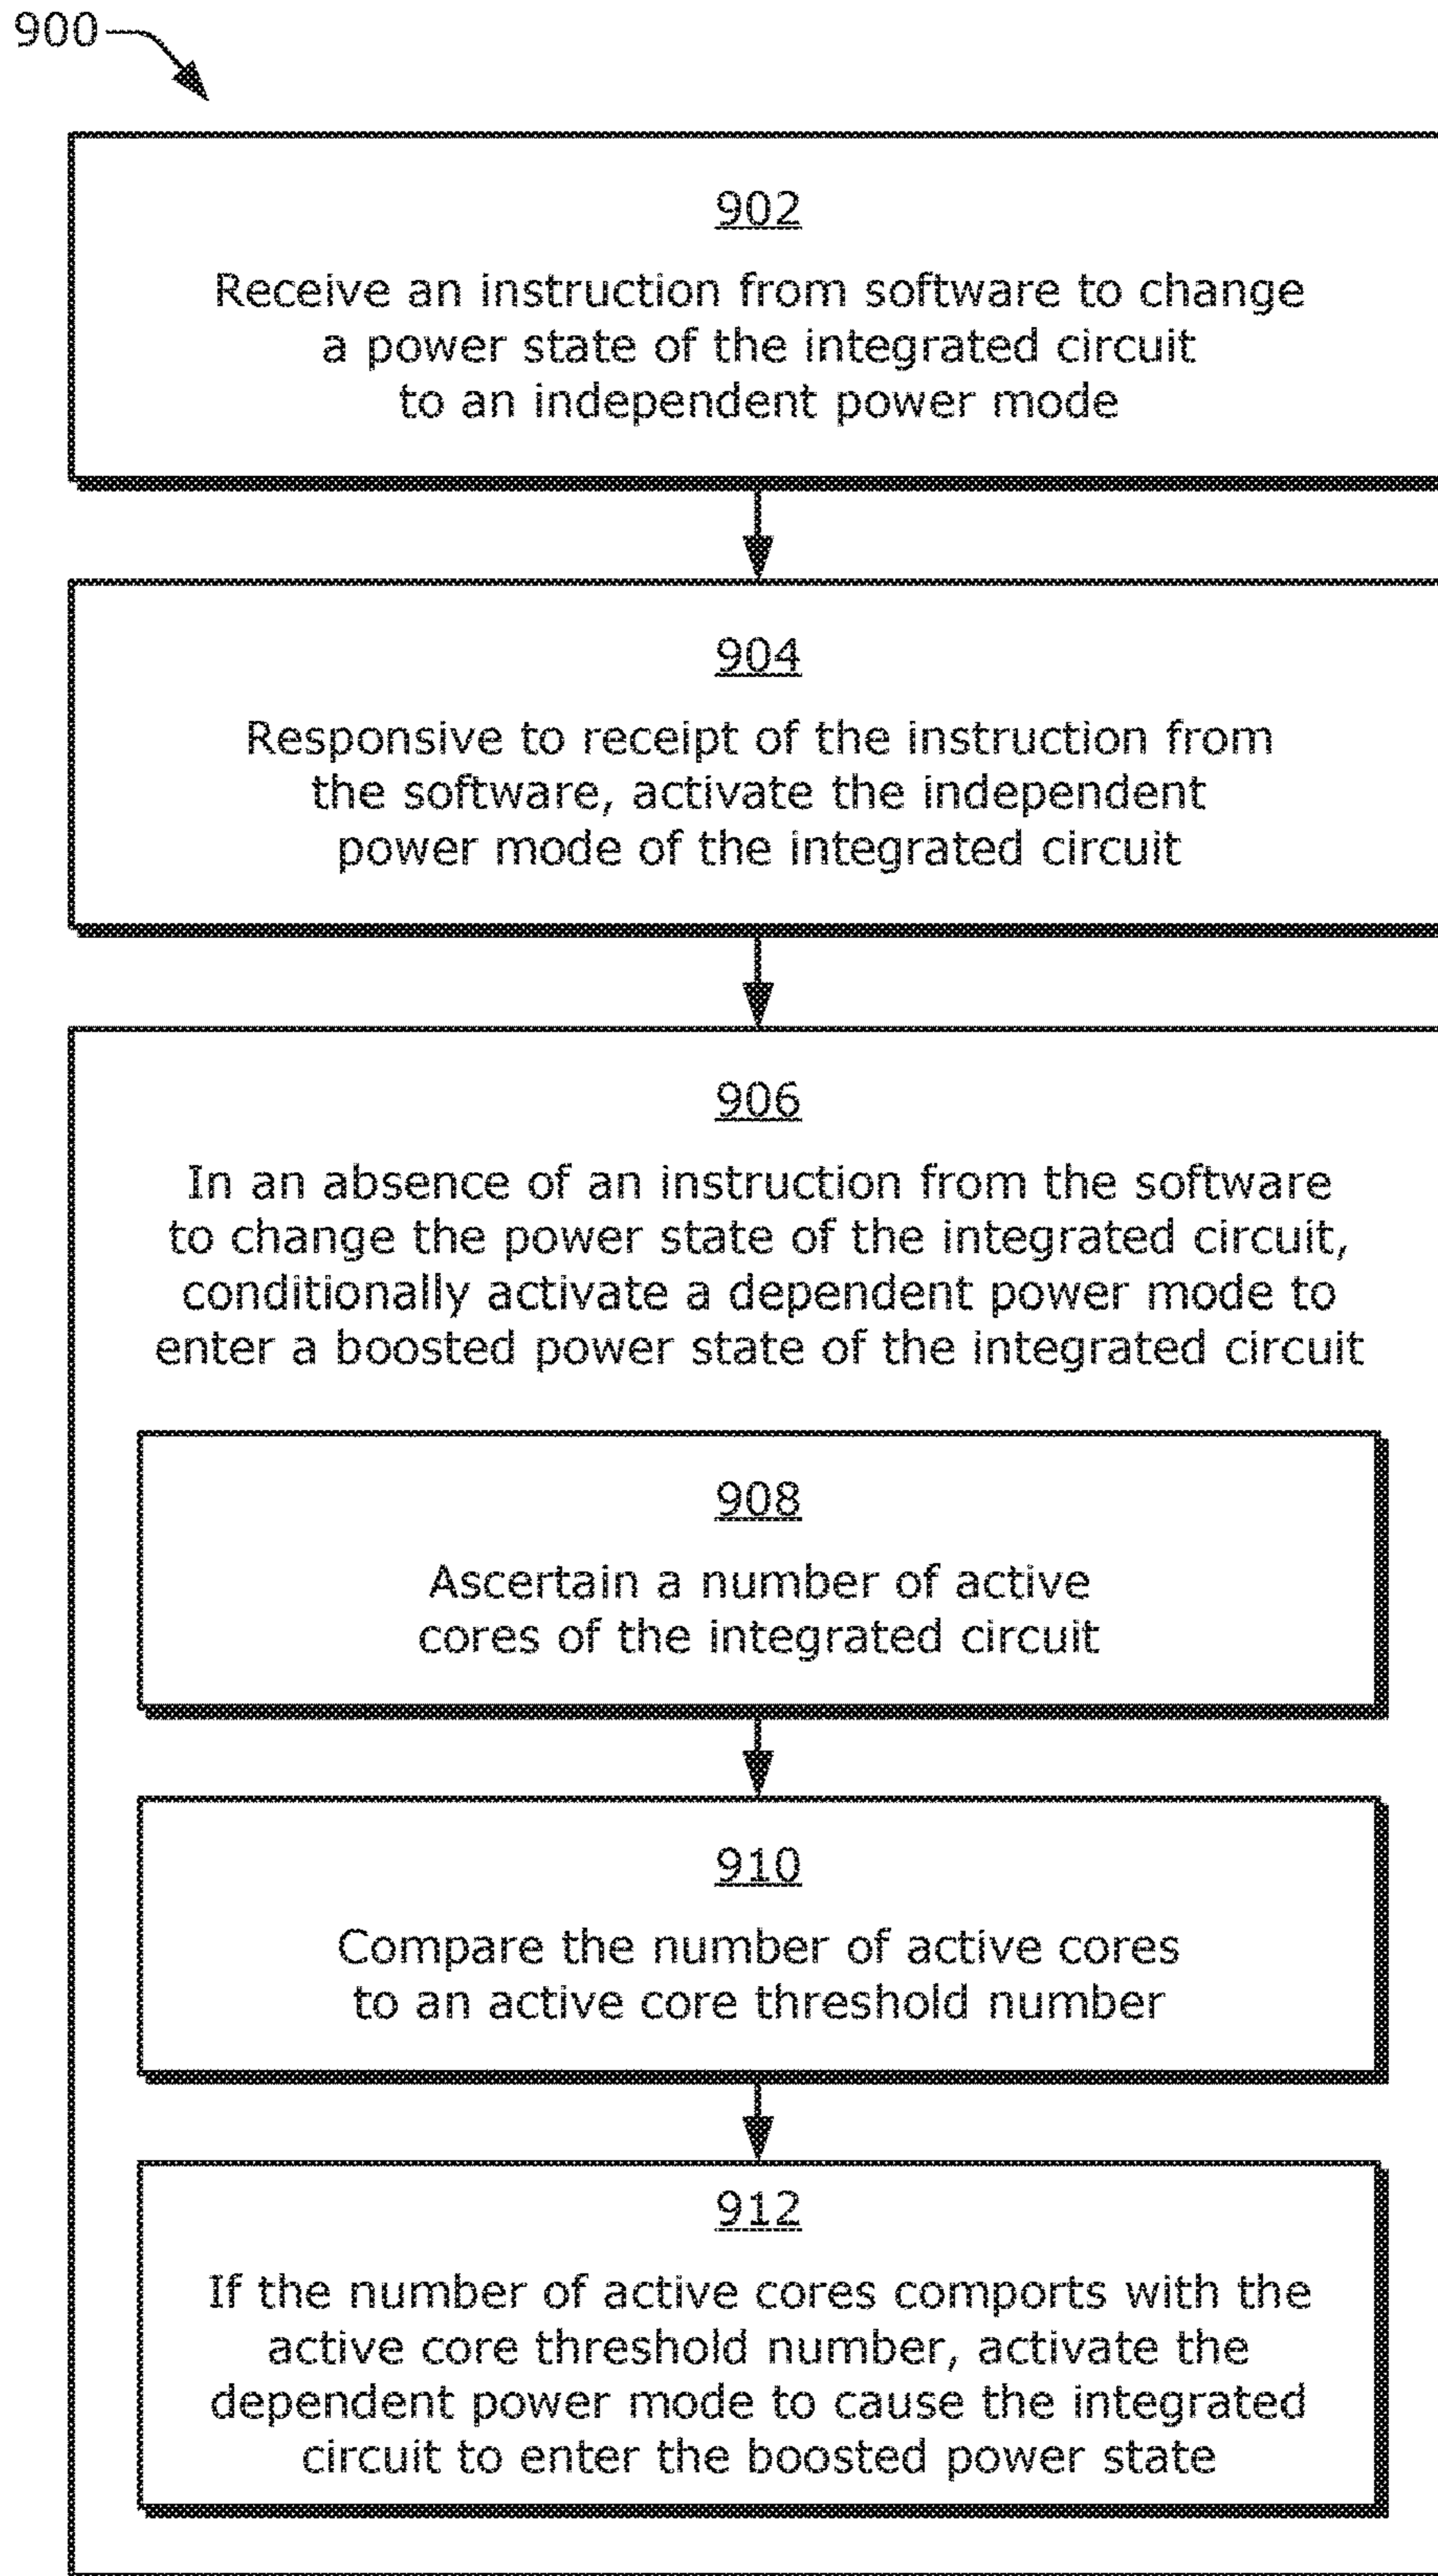 900
902
Receive an instruction from software to change
a power state of the integrated circuit
to an independent power mode
904
Responsive to receipt of the instruction from
the software, activate the independent
power mode of the integrated circuit
906
In an absence of an instruction from the software
to change the power state of the integrated circuit,
conditionally activate a dependent power mode to
enter a boosted power state of the integrated circuit
908
Ascertain a number of active
cores of the integrated circuit
910
Compare the number of active cores
to an active core threshold number
912
If the number of active cores comports with the
active core threshold number, activate the
dependent power mode to cause the integrated
circuit to enter the boosted power state